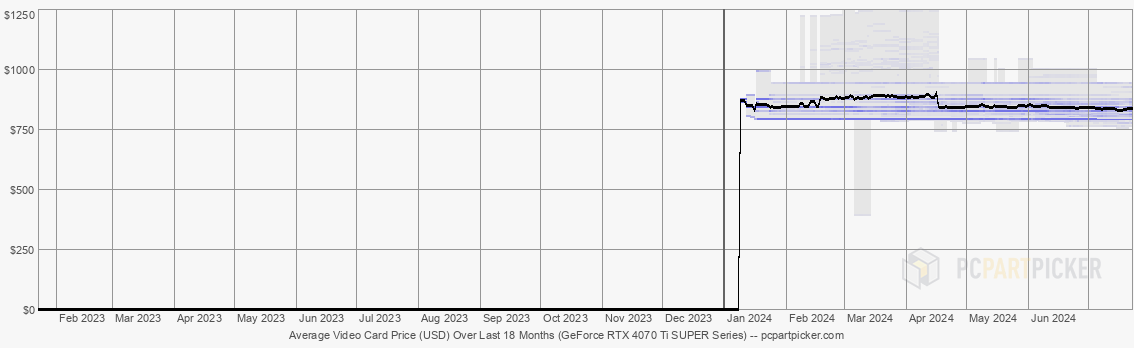 $1250
$1000
$750
$500
$250
$0
Feb 2023 Mar 2023 Apr 2023 May 2023 Jun 2023 Jul 2023 Aug 2023 Sep 2023 Oct 2023 Nov 2023 Dec 2023 Jan 2024 Feb 2024 Mar 2024 Apr 2024 May 2024 Jun 2024
Average Video Card Price (USD) Over Last 18 Months (GeForce RTX 4070 Ti SUPER Series) -- pcpartpicker.com
PCPARTPICKER